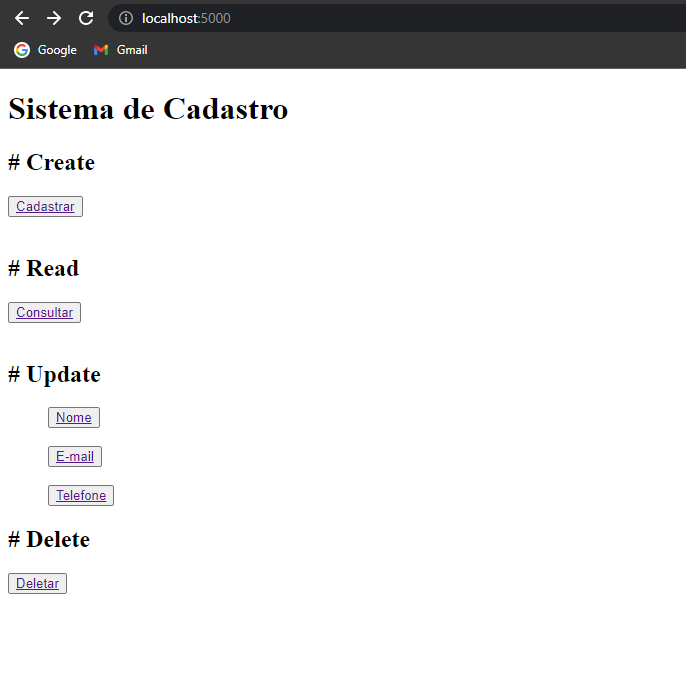 localhost:5000
Google Gmail
Sistema de Cadastro
# Create
Cadastrar
# Read
Consultar
# Update
Nome
E-mail
Telefone
# Delete
Deletar